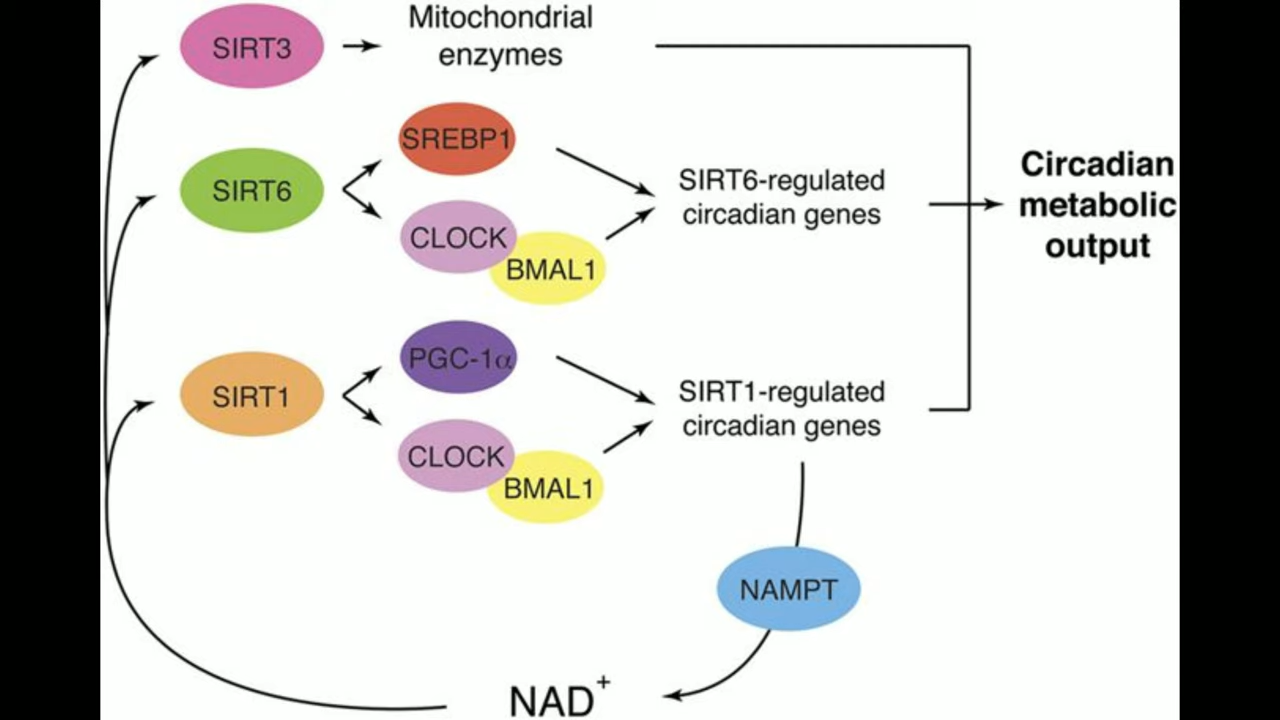 SIRT3
Mitochondrial
enzymes
SREBP1
SIRT6
CLOCK
BMAL1
SIRT6-regulated
circadian genes
Circadian
metabolic
output
PGC-1α
SIRT1
CLOCK
BMAL1
SIRT1-regulated
circadian genes
NAMPT
NAD+